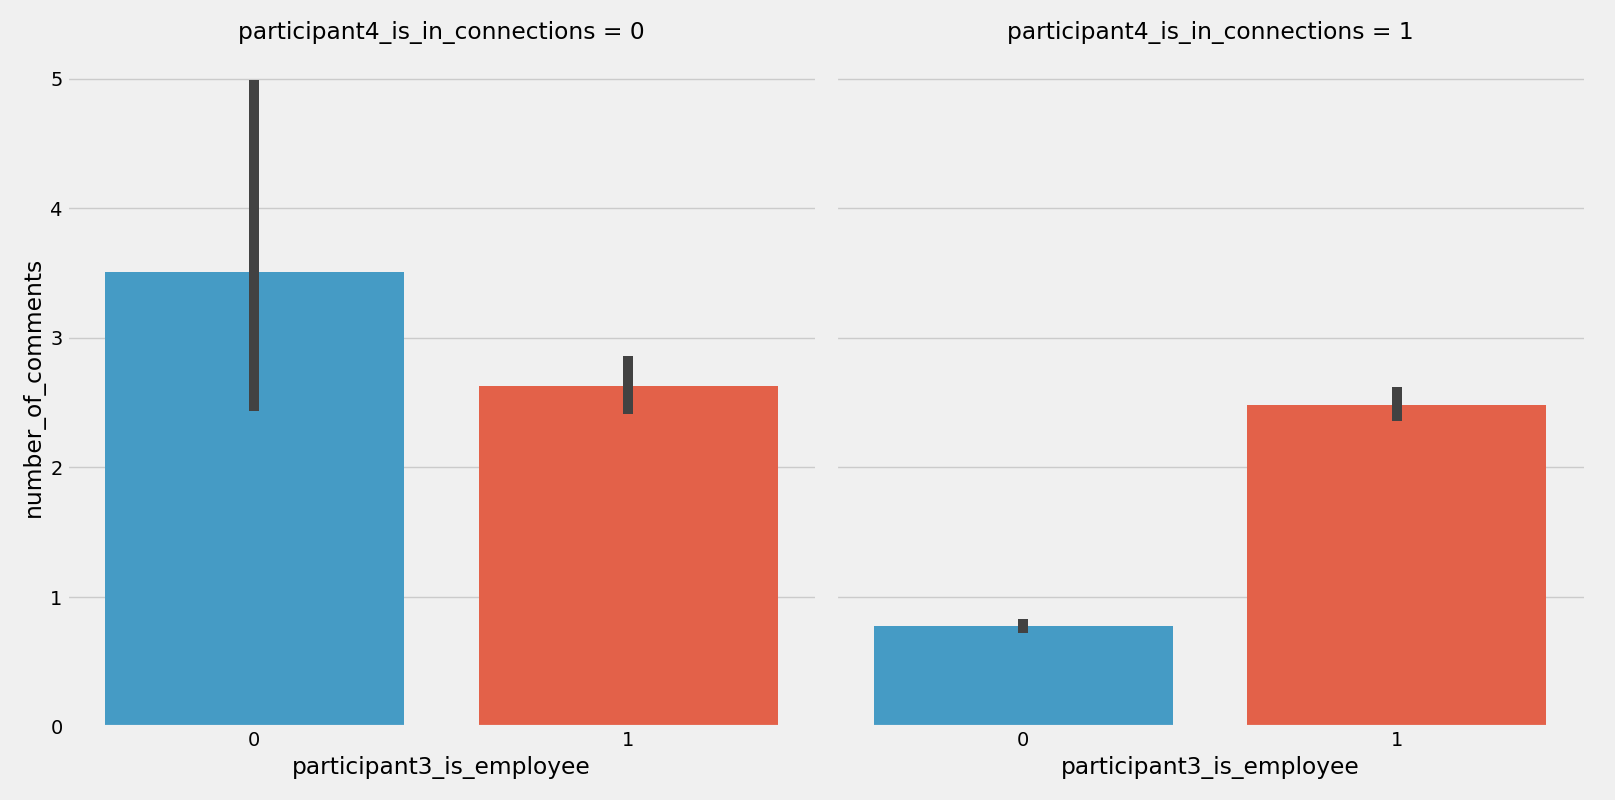 participant4_is_in_connections = 0
participant4_is_in_connections = 1
number_of_comments
5
4
3
2
1
0
0
1
0
1
participant3_is_employee
participant3_is_employee